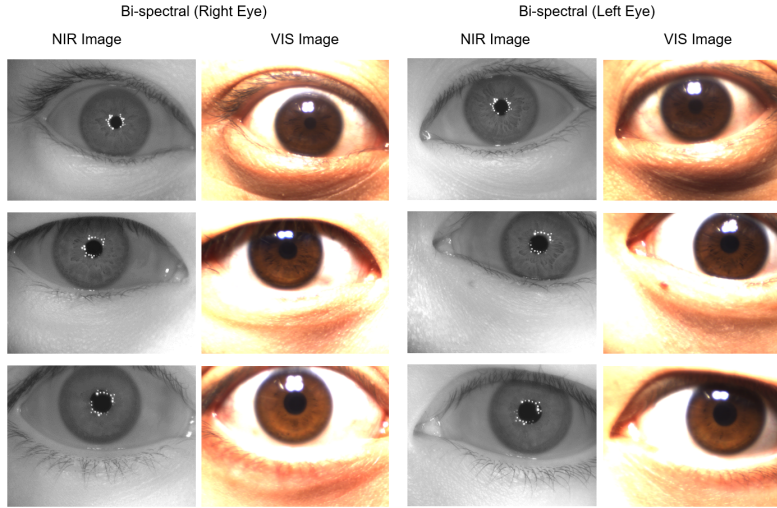 Bi-spectral (Right Eye)
Bi-spectral (Left Eye)
NIR Image
VIS Image
NIR Image
VIS Image